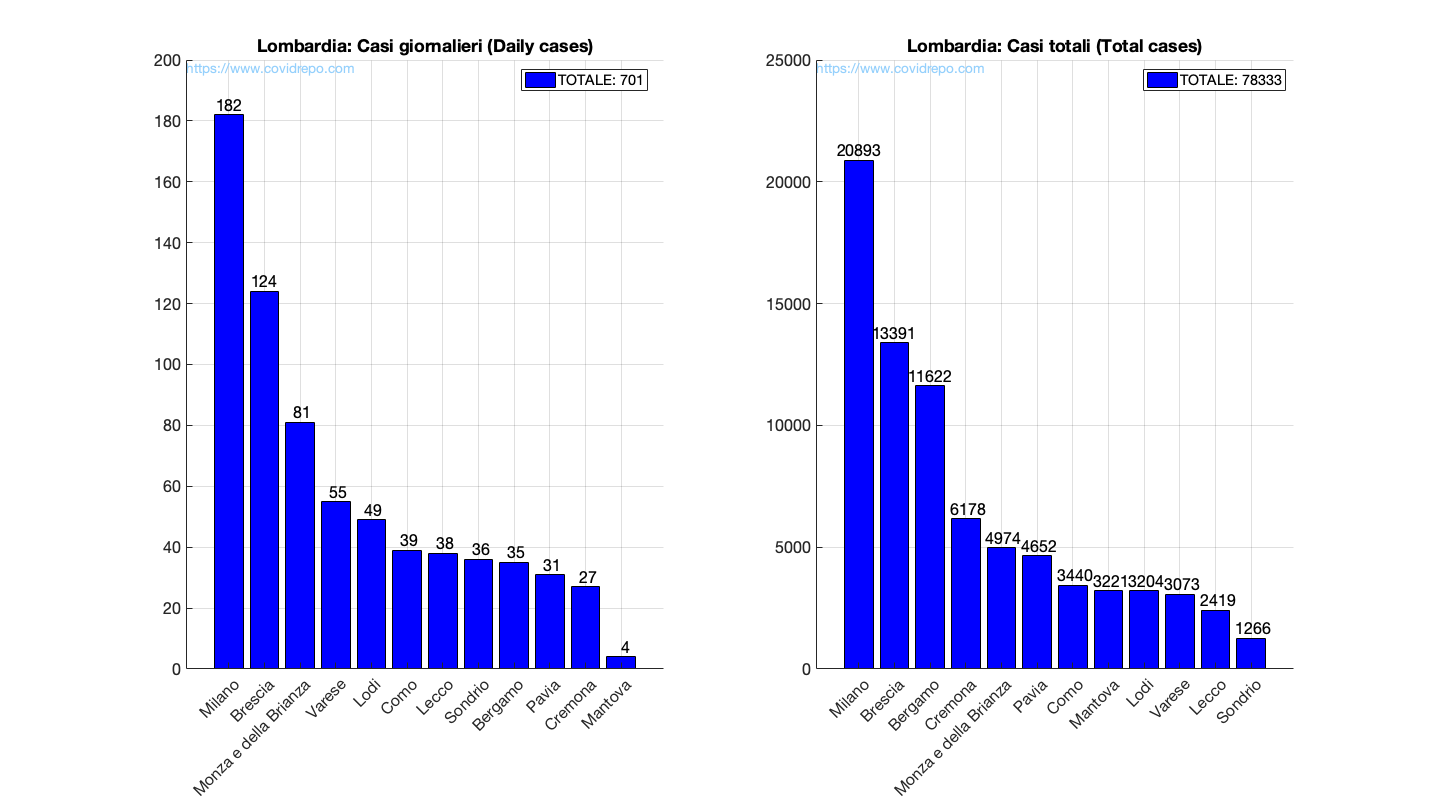 Lombardia: Casi giornalieri (Daily cases)
https://www.covidrepo.com
TOTALE: 701
200
180
160
140
120
100
80
60
40
20
0
182
124
81
55
49
39
38
36
35
31
27
4
Milano
Brescia
Monza e della Brianza
Varese
Lodi
Como
Lecco
Sondrio
Bergamo
Pavia
Cremona
Mantova
Lombardia: Casi totali (Total cases)
https://www.covidrepo.com
TOTALE: 78333
25000
20000
15000
10000
5000
0
20893
13391
11622
6178
4974
4652
3440
3221
3204
3073
2419
1266
Milano
Brescia
Bergamo
Cremona
Monza e della Brianza
Pavia
Como
Mantova
Lodi
Varese
Lecco
Sondrio